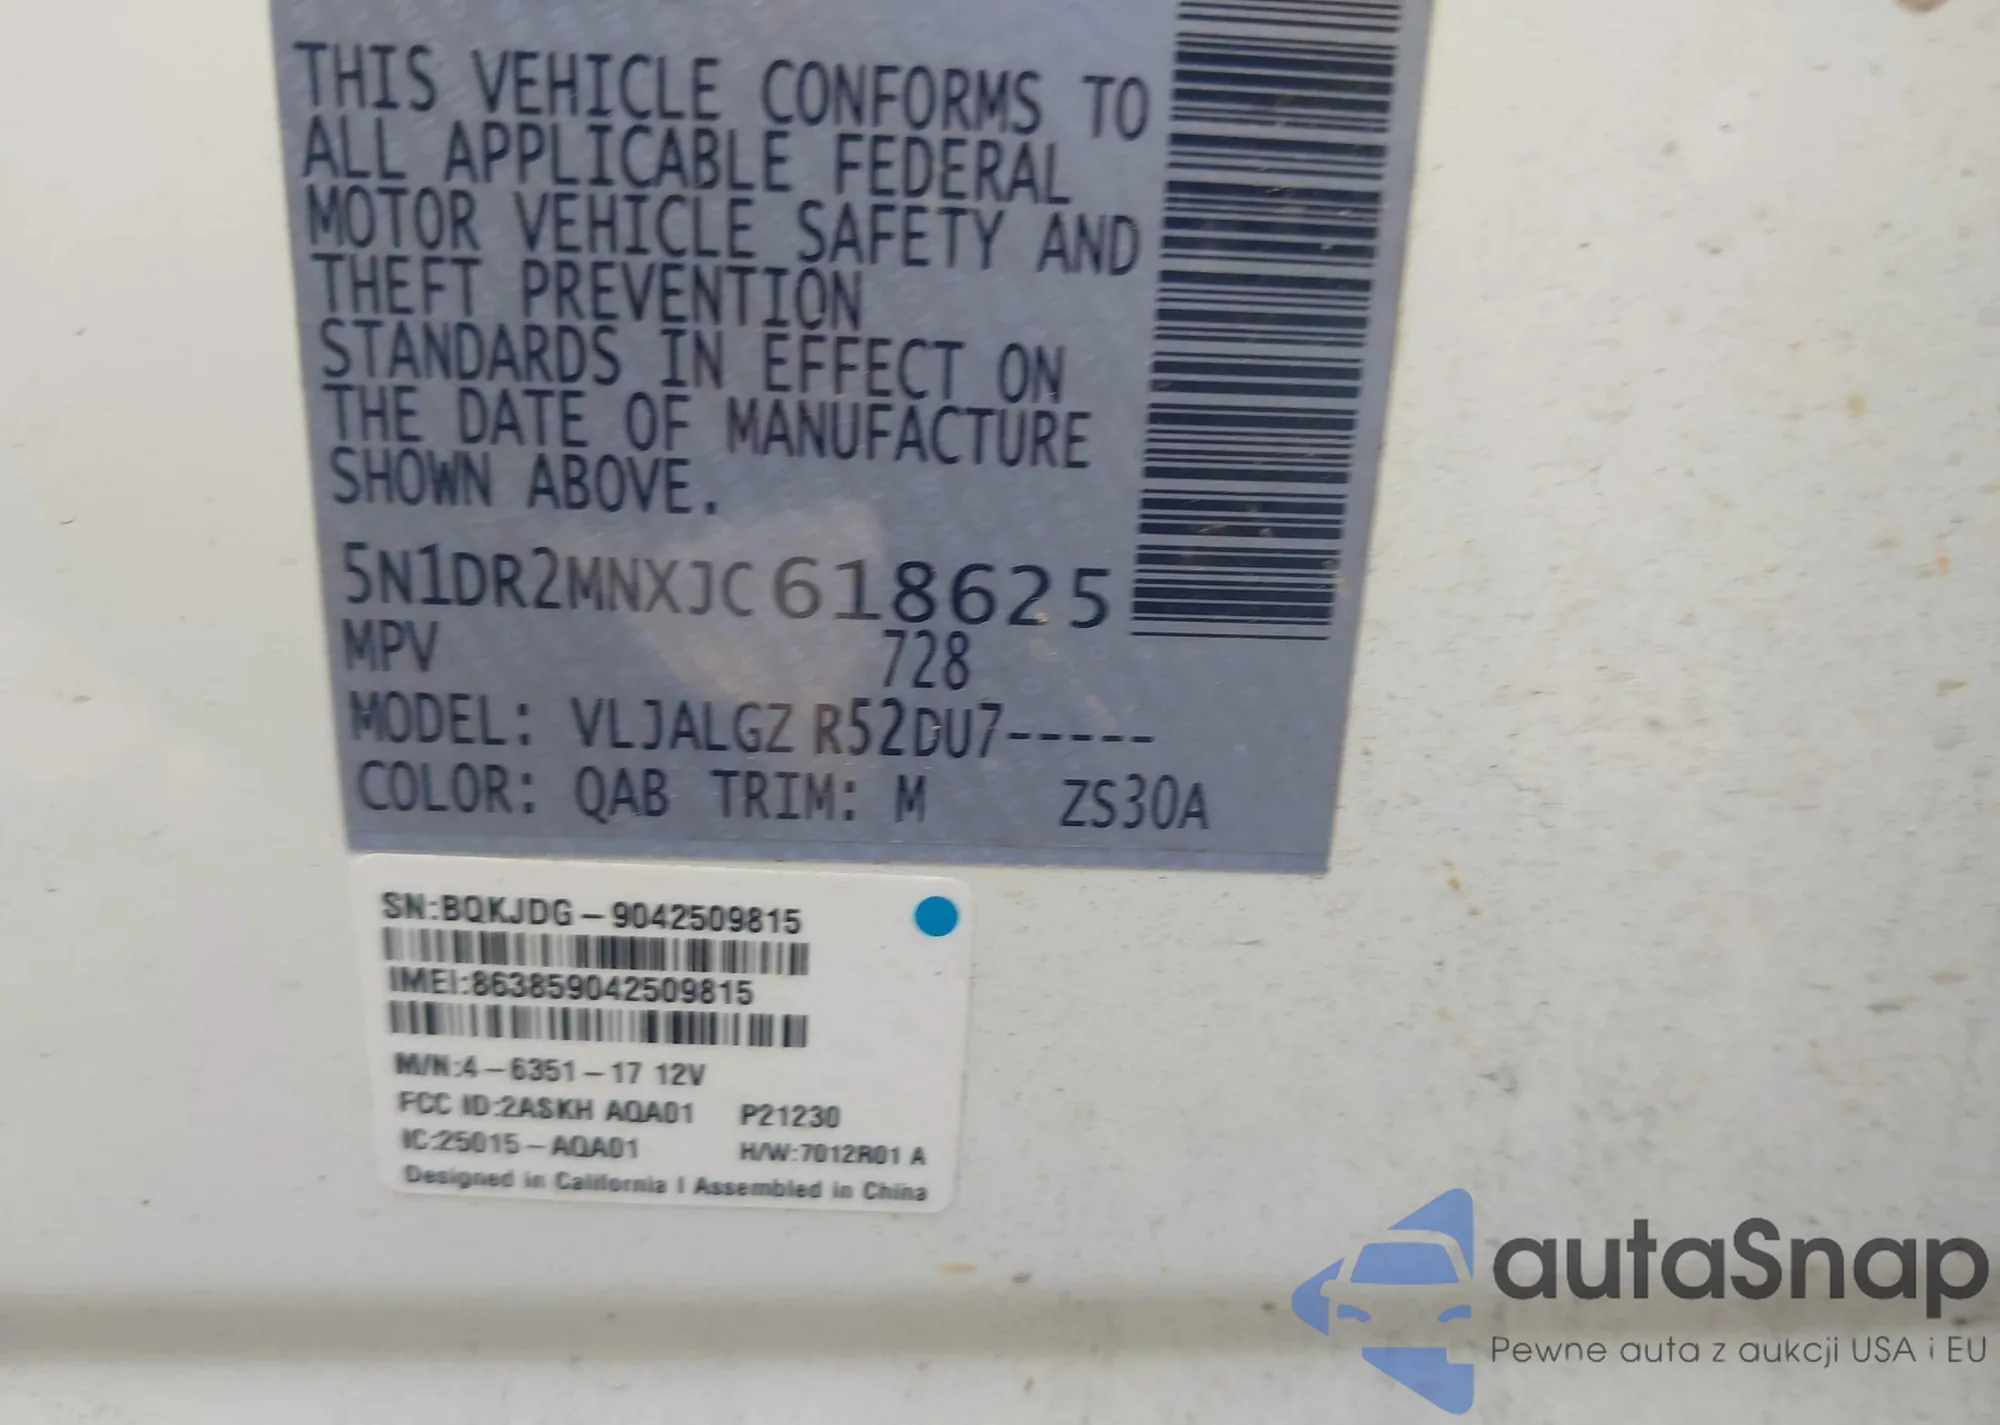 THIS VEHICLE CONFORMS TO
ALL APPLICABLE FEDERAL
MOTOR VEHICLE SAFETY AND
THEFT PREVENTION
STANDARDS IN EFFECT ON
THE DATE OF MANUFACTURE
SHOWN ABOVE.
5N1DR2MNXJC618625
MPV 728
MODEL: VLJALGZ R52DU7-----
COLOR: QAB TRIM: M ZS30A
SN:BQKJDG-9042509815
IMEI:863859042509815
M/N:4-6351-17 12V
FCC ID:2ASKH AQA01 P21230
IC:25015-AQA01 H/W:7012R01 A
Designed in California | Assembled in China
autaSnap
Pewne auta z aukcji USA i EU